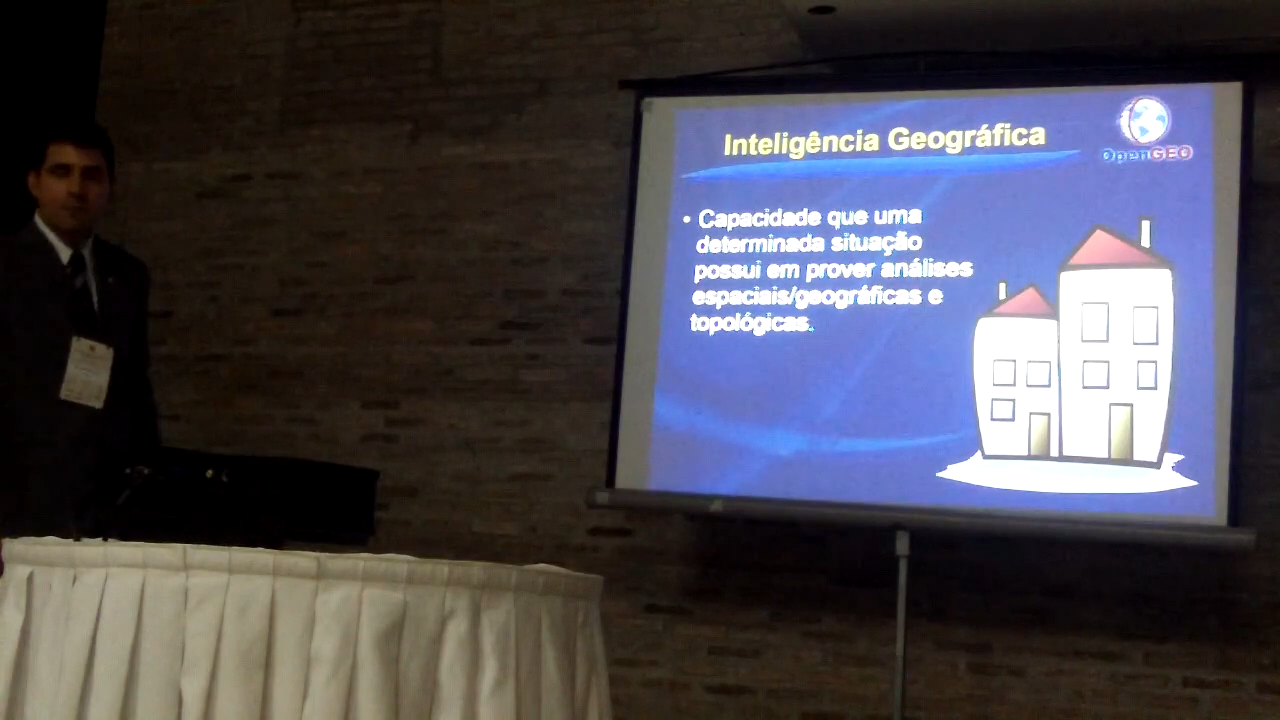 Inteligência Geográfica
OpenGEO
• Capacidade que uma
determinada situação
possui em prover análises
espaciais/geográficas e
topológicas.